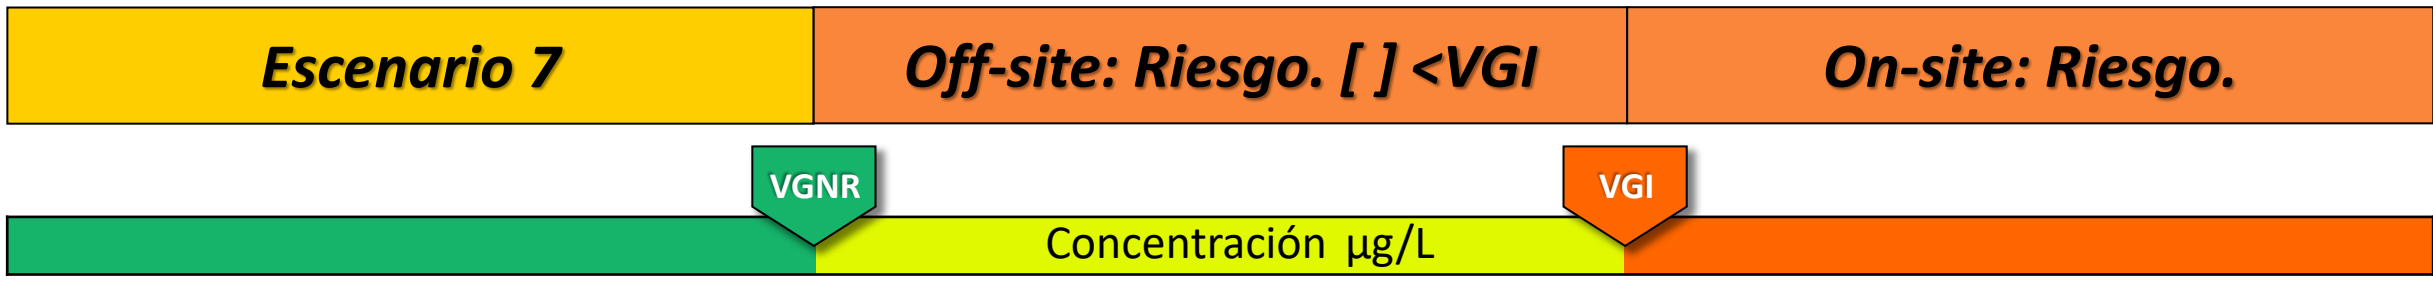 Escenario 7
Off-site: Riesgo. [ ] <VGI
On-site: Riesgo.
VGNR
VGI
Concentración µg/L